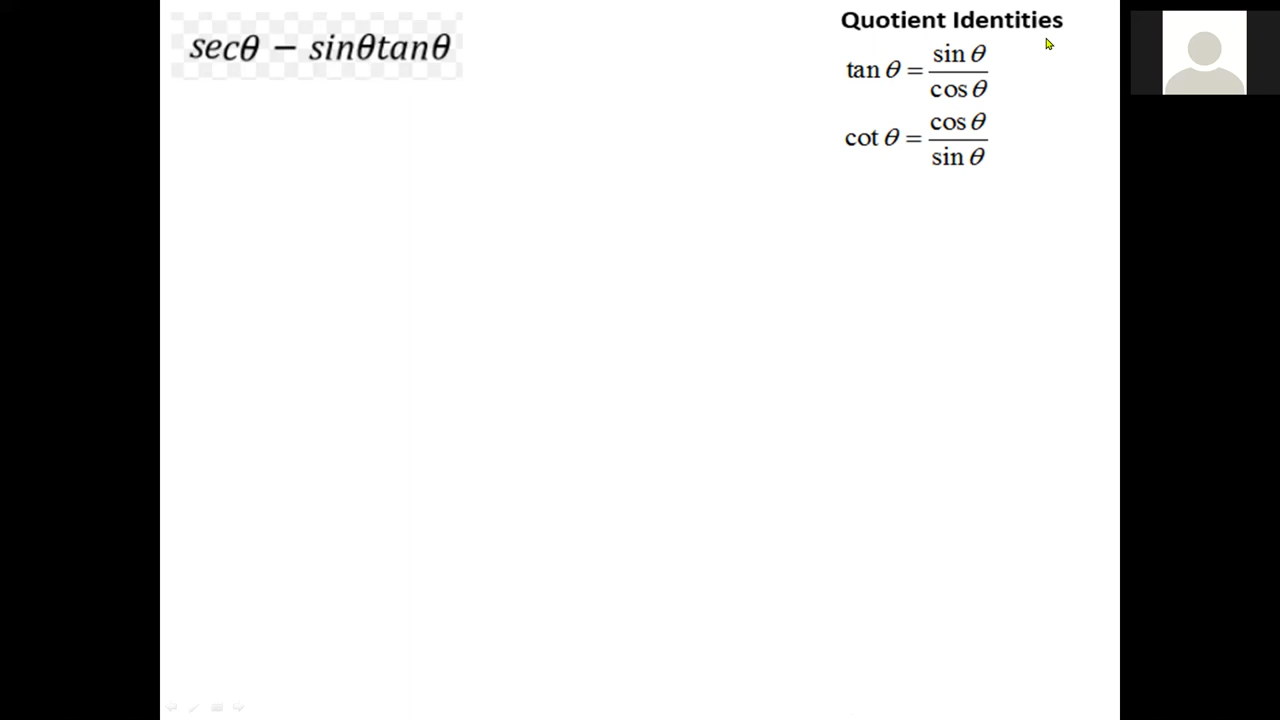 secθ − sinθtanθ
Quotient Identities
tan θ = sin θ / cos θ
cot θ = cos θ / sin θ